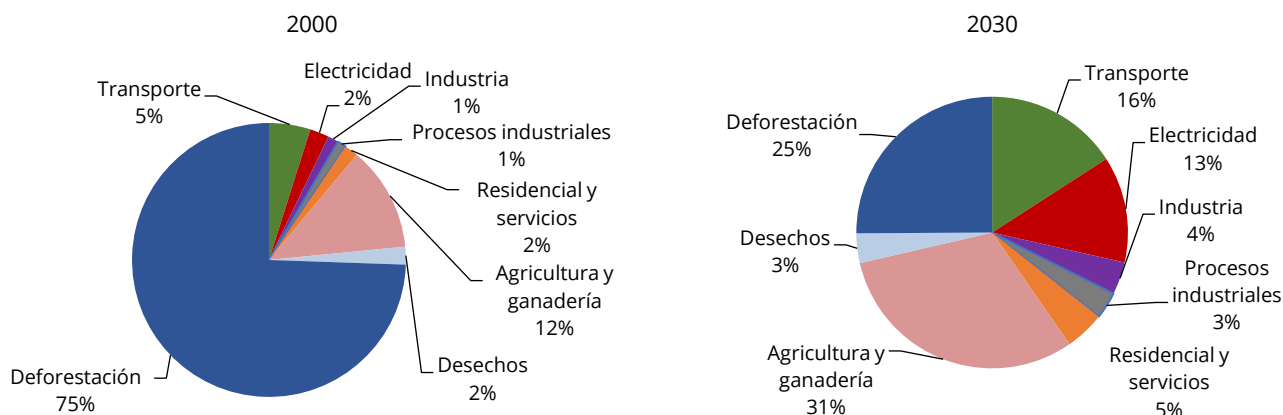 2000
Transporte
5%
Electricidad
2%
Industria
1%
Procesos industriales
1%
Residencial y
servicios
2%
Agricultura y
ganadería
12%
Desechos
2%
Deforestación
75%
2030
Transporte
16%
Electricidad
13%
Industria
4%
Procesos
industriales
3%
Residencial y
servicios
5%
Agricultura y
ganadería
31%
Desechos
3%
Deforestación
25%